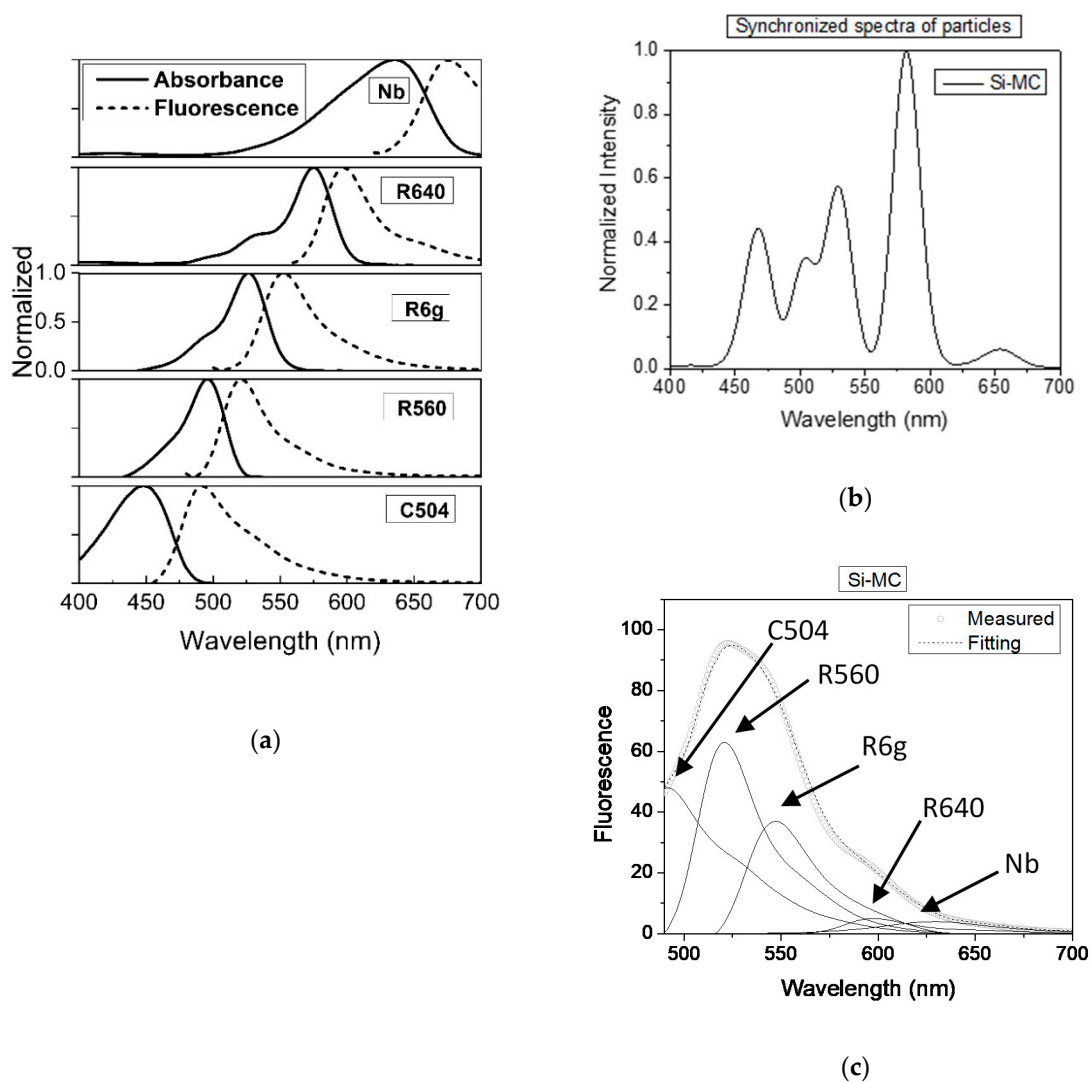 Absorbance
Fluorescence
Nb
R640
R6g
R560
C504
Normalized
1.0
0.5
0.0
400 450 500 550 600 650 700
Wavelength (nm)
(a)
Synchronized spectra of particles
Si-MC
Normalized Intensity
1.0
0.8
0.6
0.4
0.2
0.0
400 450 500 550 600 650 700
Wavelength (nm)
(b)
Si-MC
Measured
Fitting
C504
R560
R6g
R640
Nb
Fluorescence
100
80
60
40
20
0
500 550 600 650 700
Wavelength (nm)
(c)